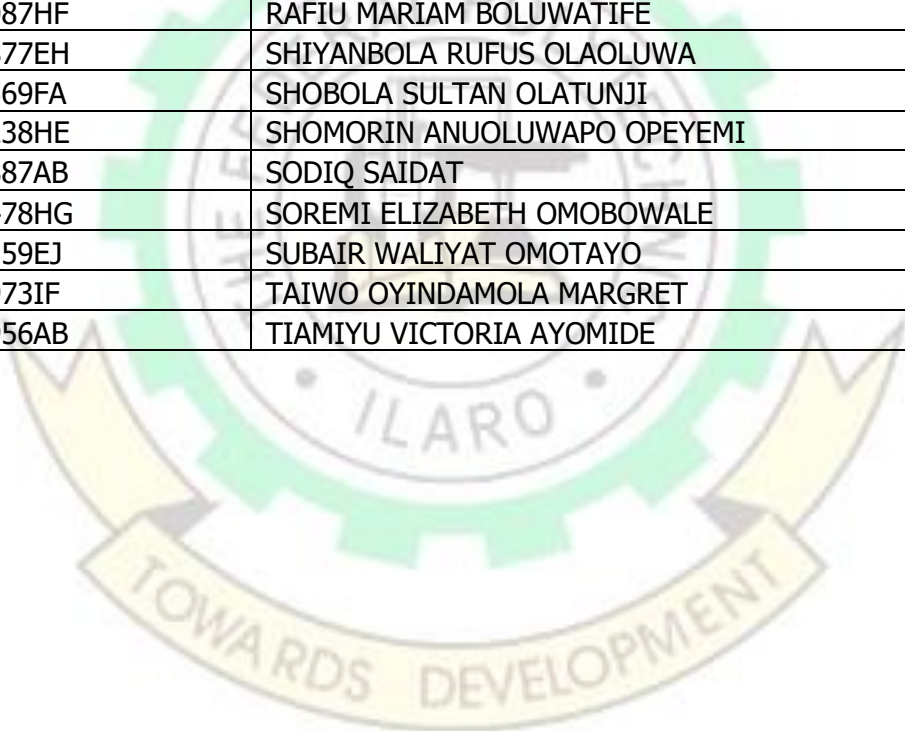 87HF RAFIU MARIAM BOLUWATIFE
77EH SHIYANBOLA RUFUS OLAOLUWA
69FA SHOBOLA SULTAN OLATUNJI
38HE SHOMORIN ANUOLUWAPO OPEYEMI
87AB SODIQ SAIDAT
78HG SOREMI ELIZABETH OMOBOWALE
59EJ SUBAIR WALIYAT OMOTAYO
73IF TAIWO OYINDAMOLA MARGRET
56AB TIAMIYU VICTORIA AYOMIDE
ILARO
TOWARDS DEVELOPMENT